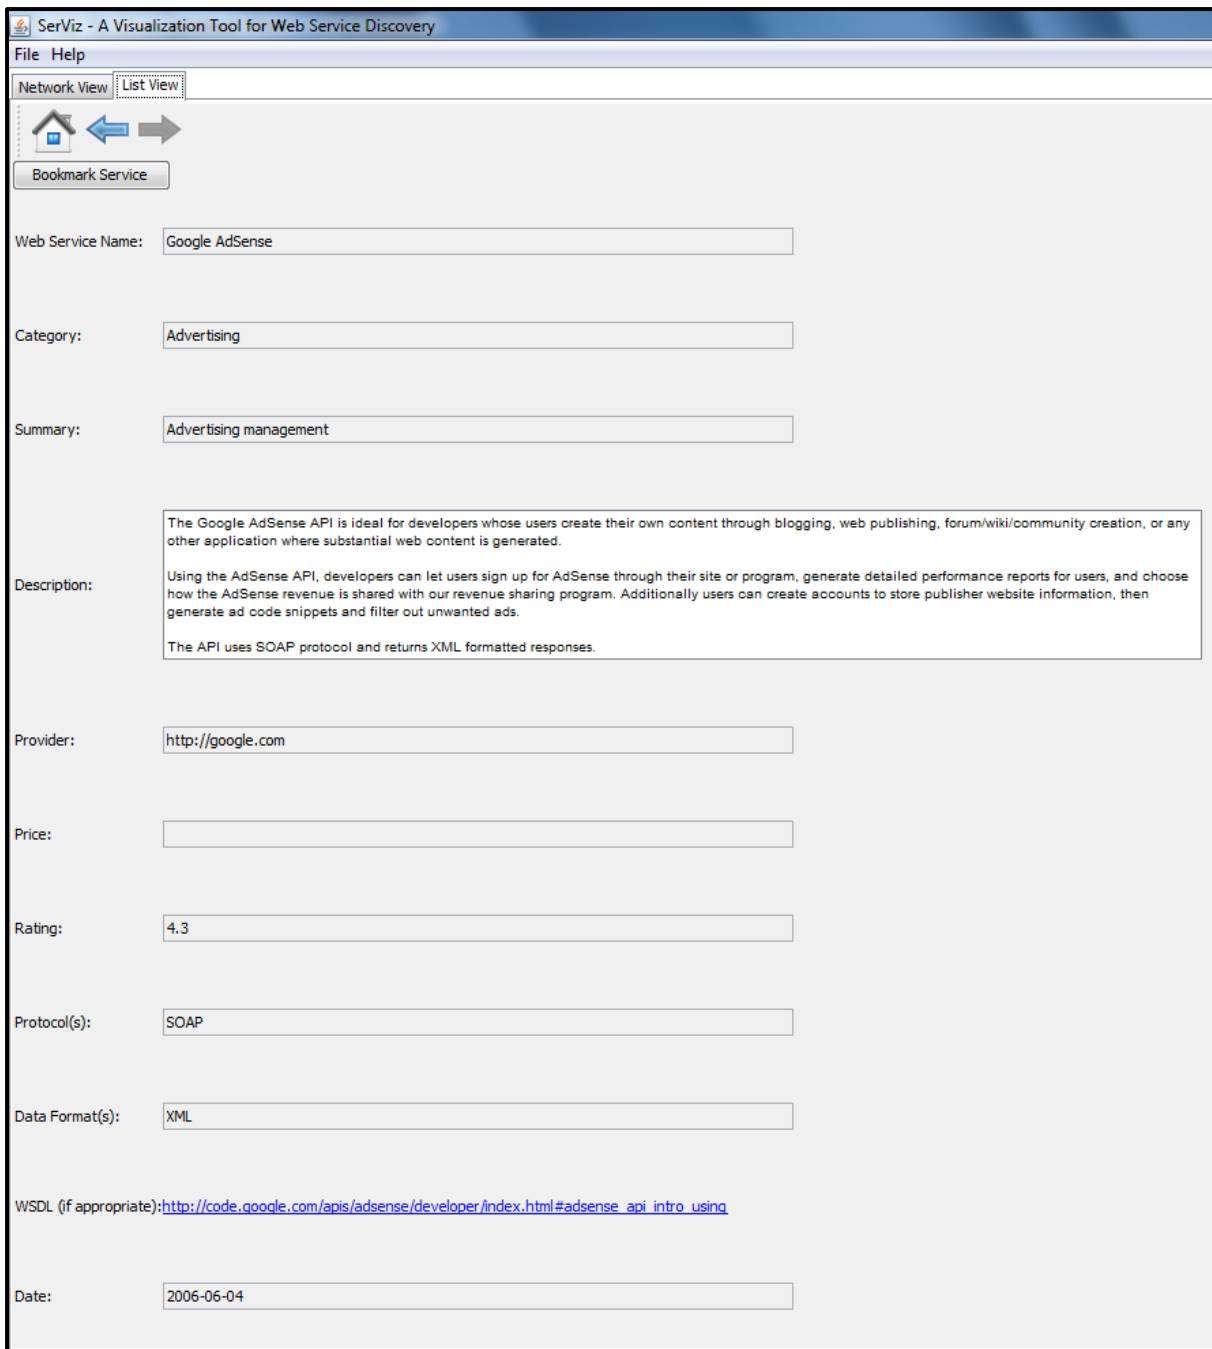 SerViz - A Visualization Tool for Web Service Discovery
File Help
Network View List View
Bookmark Service
Web Service Name: Google AdSense
Category: Advertising
Summary: Advertising management
The Google AdSense API is ideal for developers whose users create their own content through blogging, web publishing, forum/wiki/community creation, or any
other application where substantial web content is generated.
Description:
Using the AdSense API, developers can let users sign up for AdSense through their site or program, generate detailed performance reports for users, and choose
how the AdSense revenue is shared with our revenue sharing program. Additionally users can create accounts to store publisher website information, then
generate ad code snippets and filter out unwanted ads.
The API uses SOAP protocol and returns XML formatted responses.
Provider: http://google.com
Price:
Rating: 4.3
Protocol(s): SOAP
Data Format(s): XML
WSDL (if appropriate): http://code.google.com/apis/adsense/developer/index.html#adsense_api_intro_using
Date: 2006-06-04